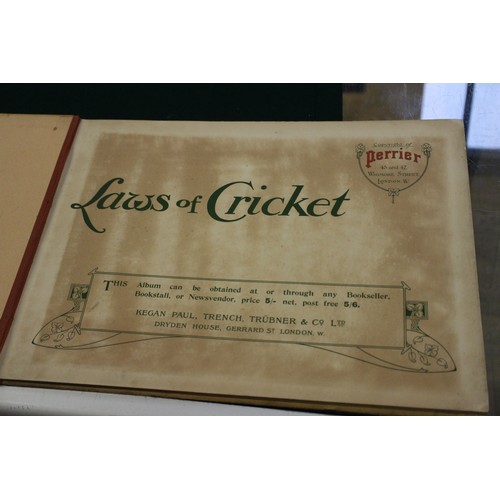 Copyright of
Perrier
45 and 47,
Wigmore Street
London W.
Laws of Cricket
THIS Album can be obtained at or through any Bookseller,
Bookstall, or Newsvendor, price 5/- net, post free 5/6.
KEGAN PAUL, TRENCH, TRÜBNER & Co LTD
DRYDEN HOUSE, GERRARD ST LONDON, W.